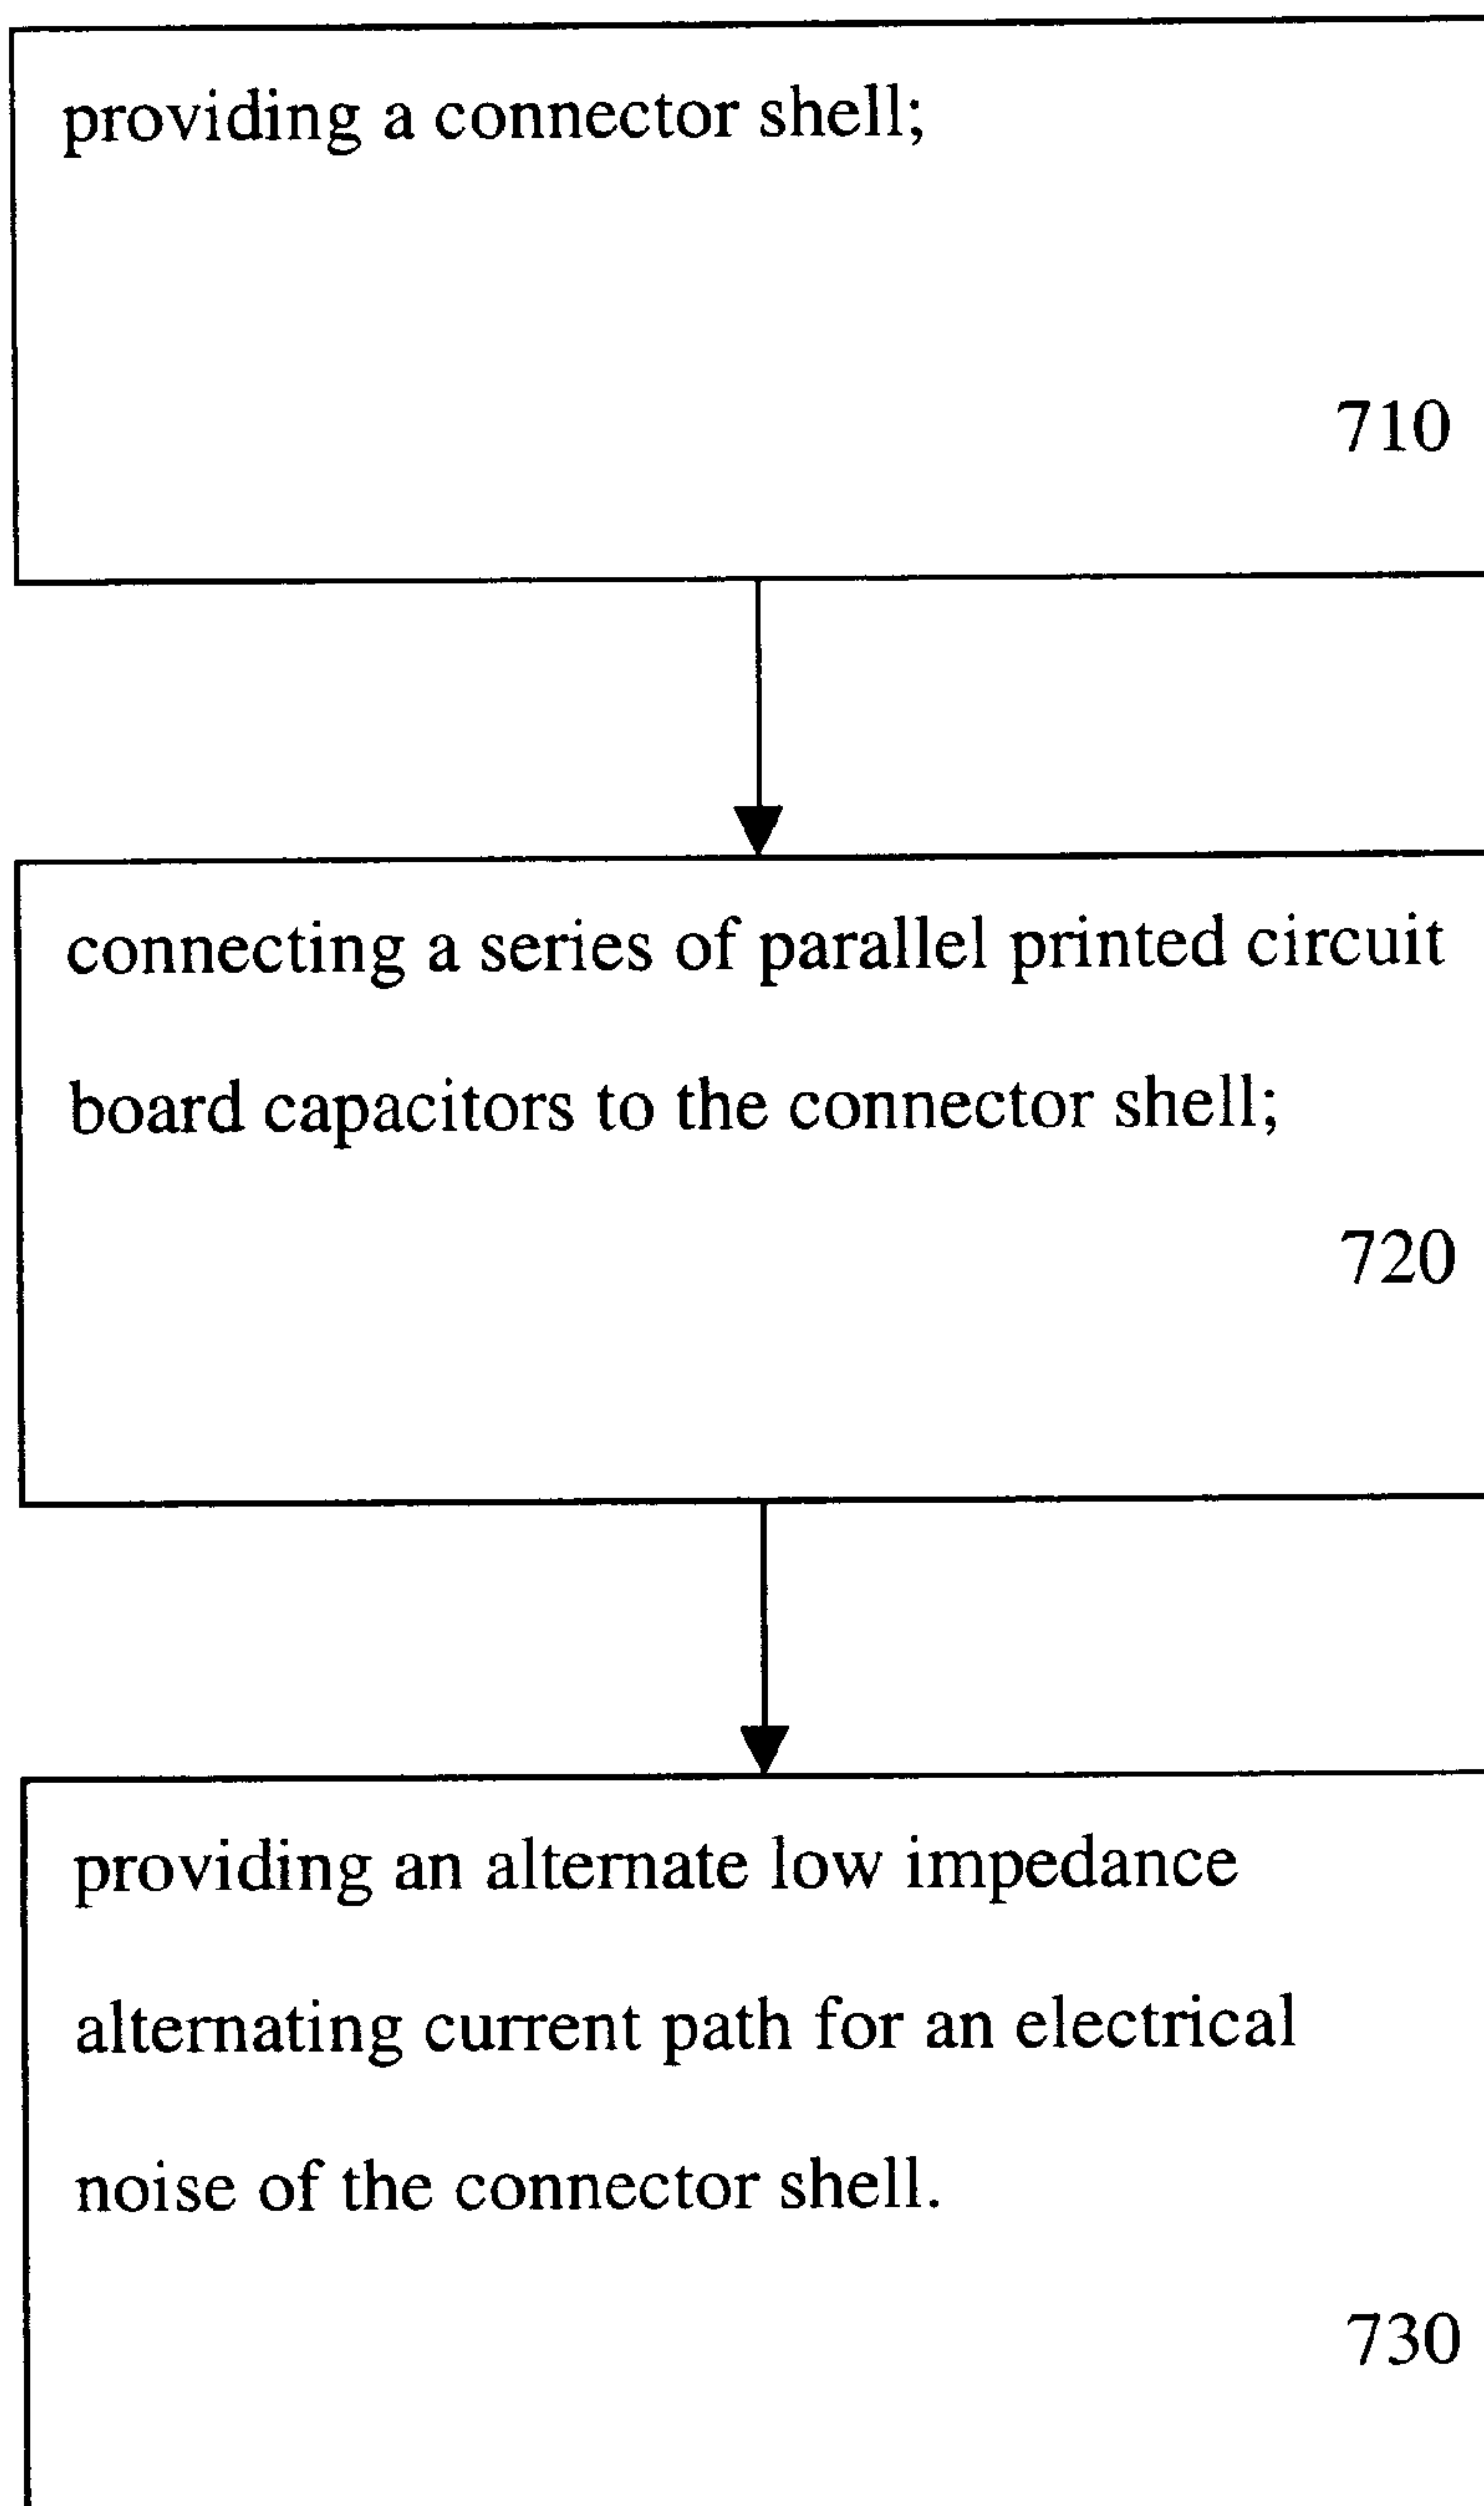 providing a connector shell;
710
connecting a series of parallel printed circuit
board capacitors to the connector shell;
720
providing an alternate low impedance
alternating current path for an electrical
noise of the connector shell.
730